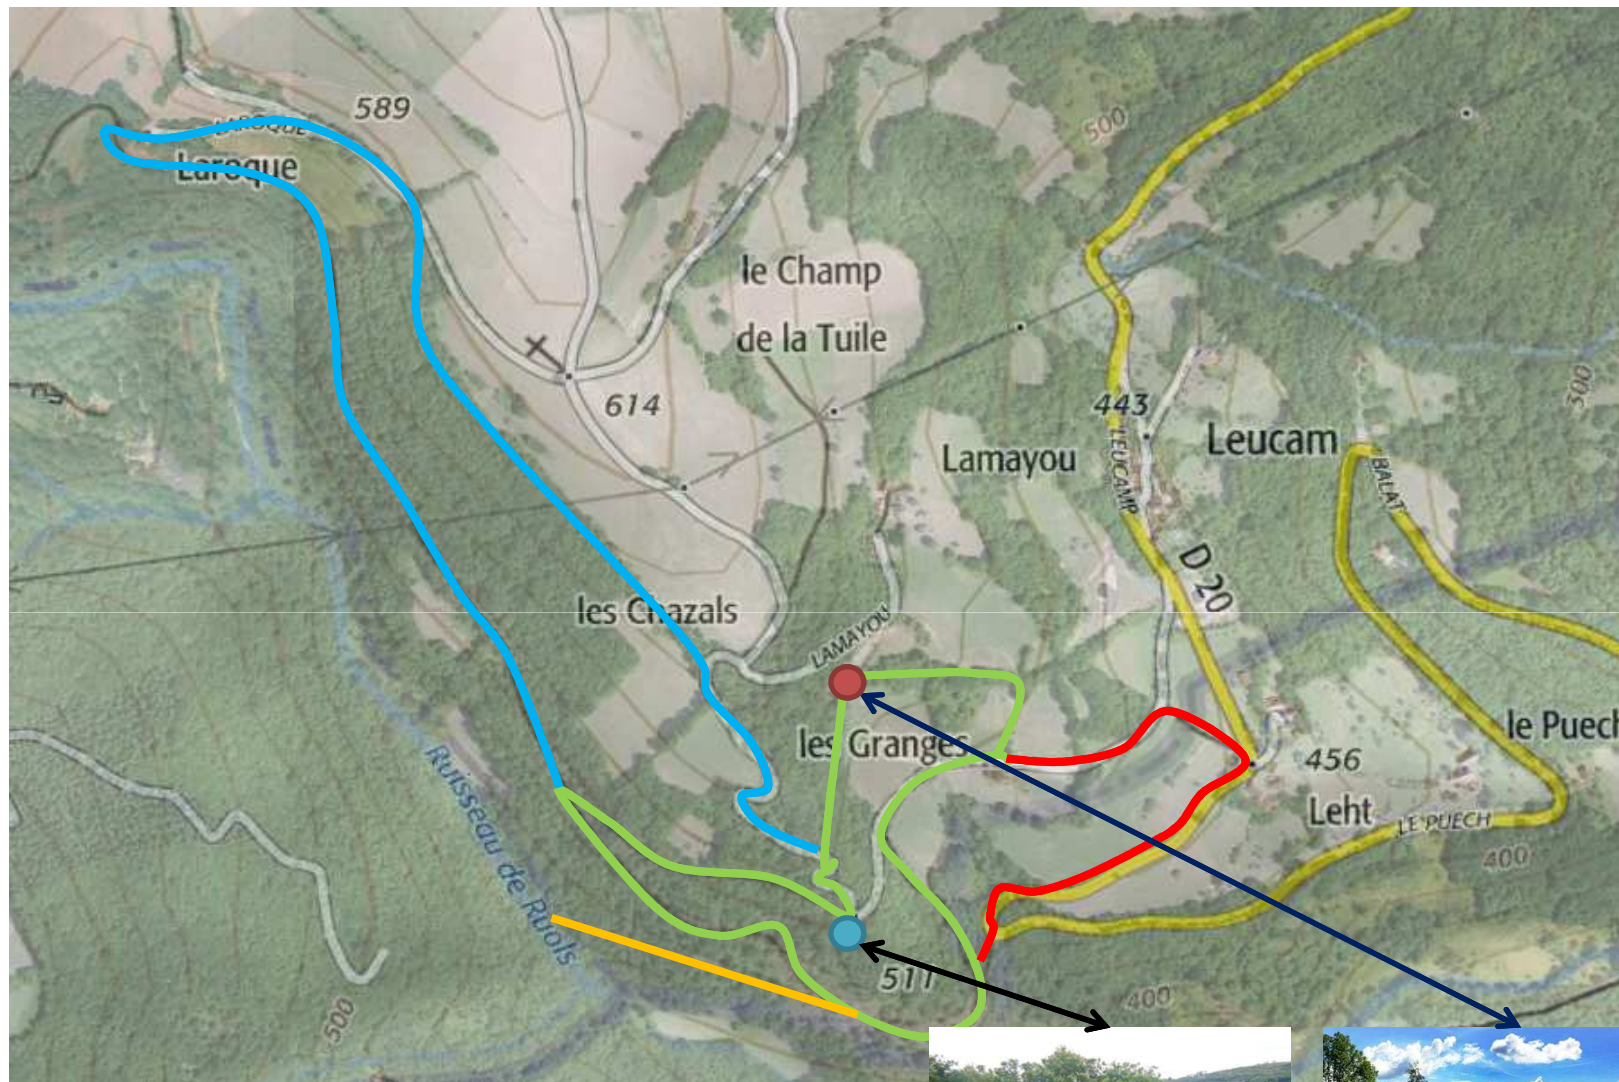 589
LAROQUE
Laroque
500
le Champ
de la Tuile
614
443
300
LEUCAMP
Leucam
Lamayou
BALAT
D 20
les Chazals
LAMAYOU
les Granges
le Puech
456
Leht
LE PUECH
400
Ruisseau de Ruols
511
400
500